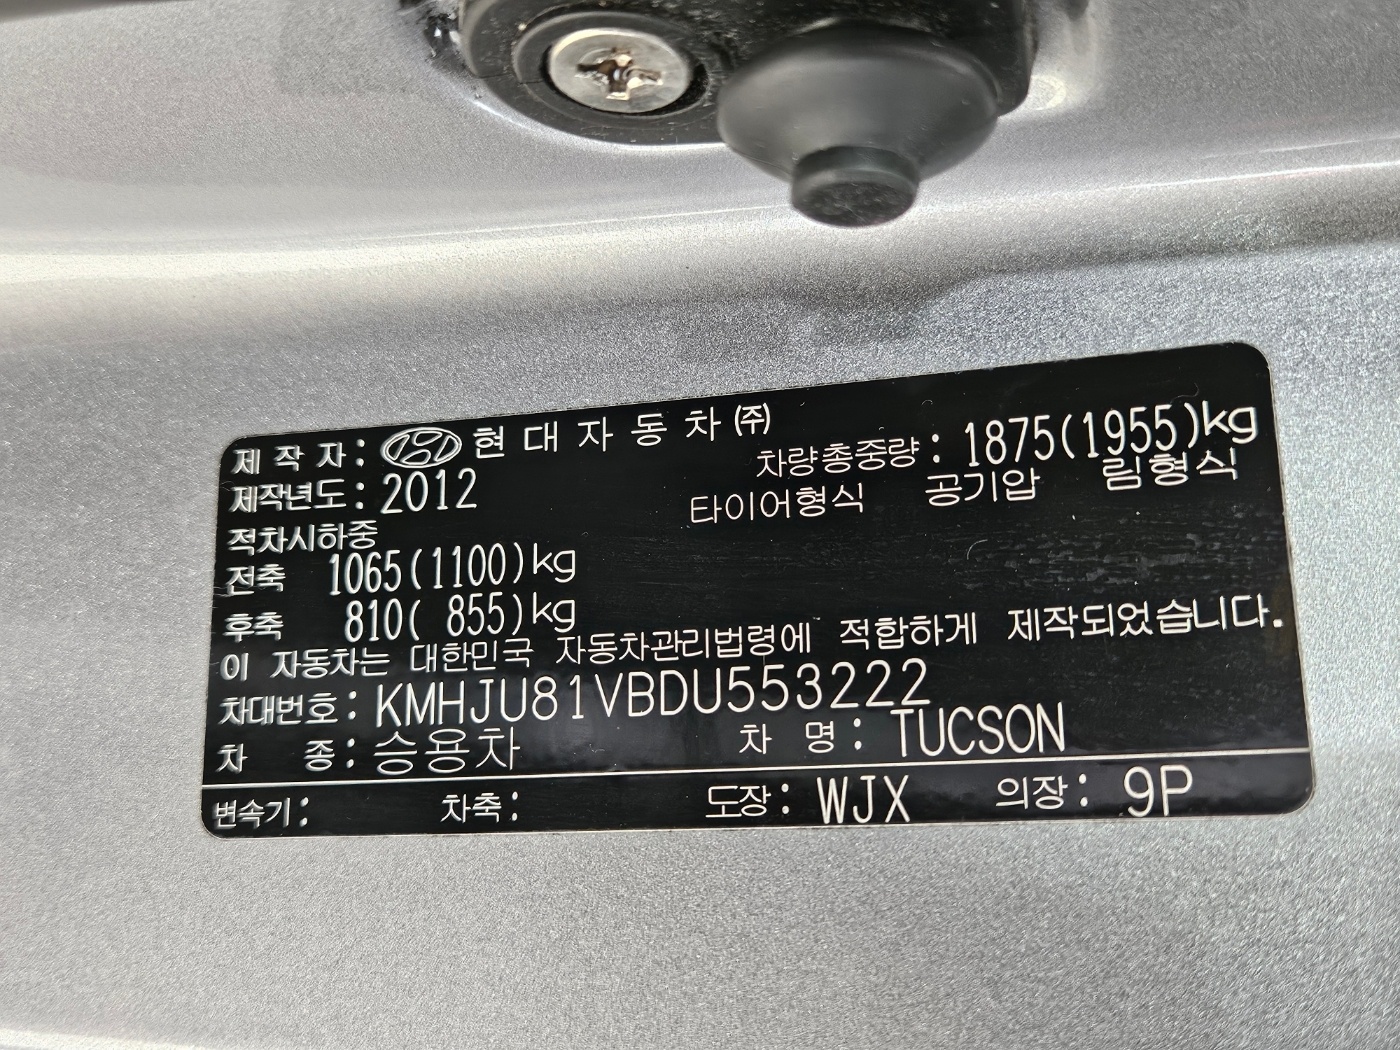 제 작 자 : 현 대 자 동 차 ㈜
제작년도 : 2012
차량총중량 : 1875(1955)kg
적차시하중
타이어형식 공기압 림형식
전축 1065(1100)kg
후축 810( 855)kg
이 자동차는 대한민국 자동차관리법령에 적합하게 제작되었습니다.
차대번호 : KMHJU81VBDU553222
차 종 : 승용차 차 명 : TUCSON
변속기 : 차축 : 도장 : WJX 의장 : 9P